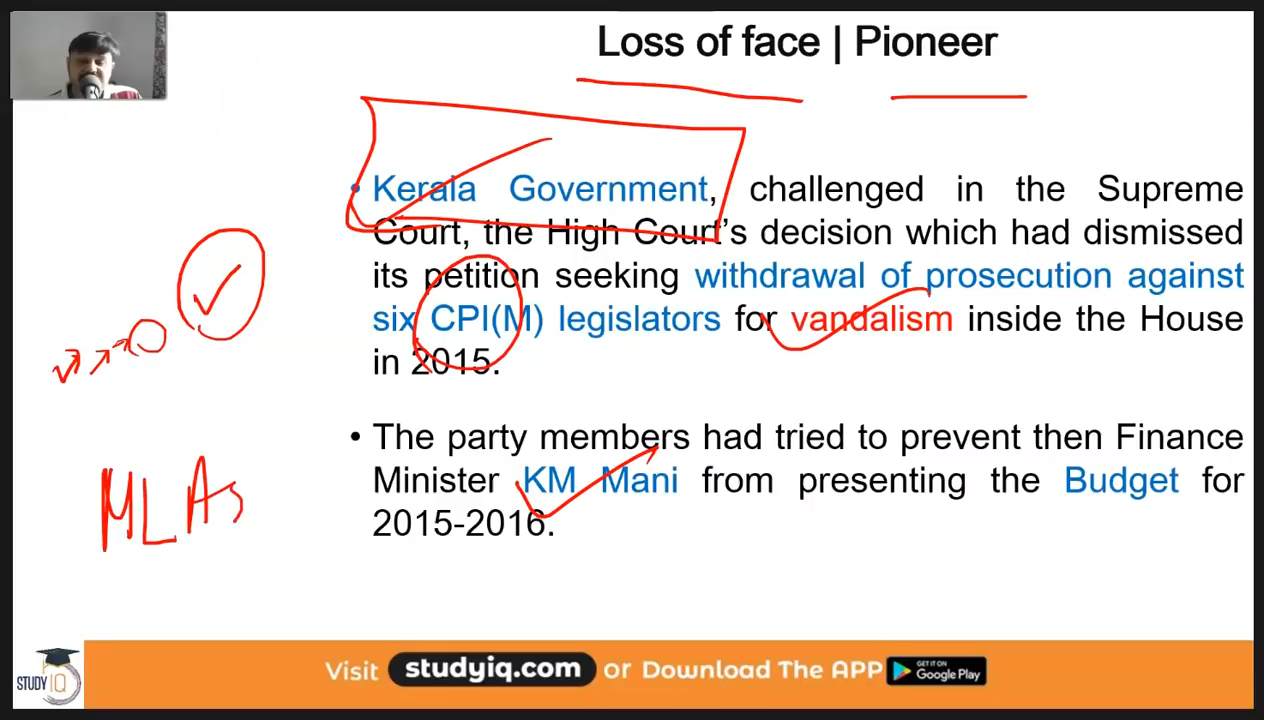 Loss of face | Pioneer
• Kerala Government, challenged in the Supreme
Court, the High Court's decision which had dismissed
its petition seeking withdrawal of prosecution against
six CPI(M) legislators for vandalism inside the House
in 2015.
• The party members had tried to prevent then Finance
Minister KM Mani from presenting the Budget for
2015-2016.
MLAs
STUDY IQ
Visit studyiq.com or Download The APP GET IT ON Google Play